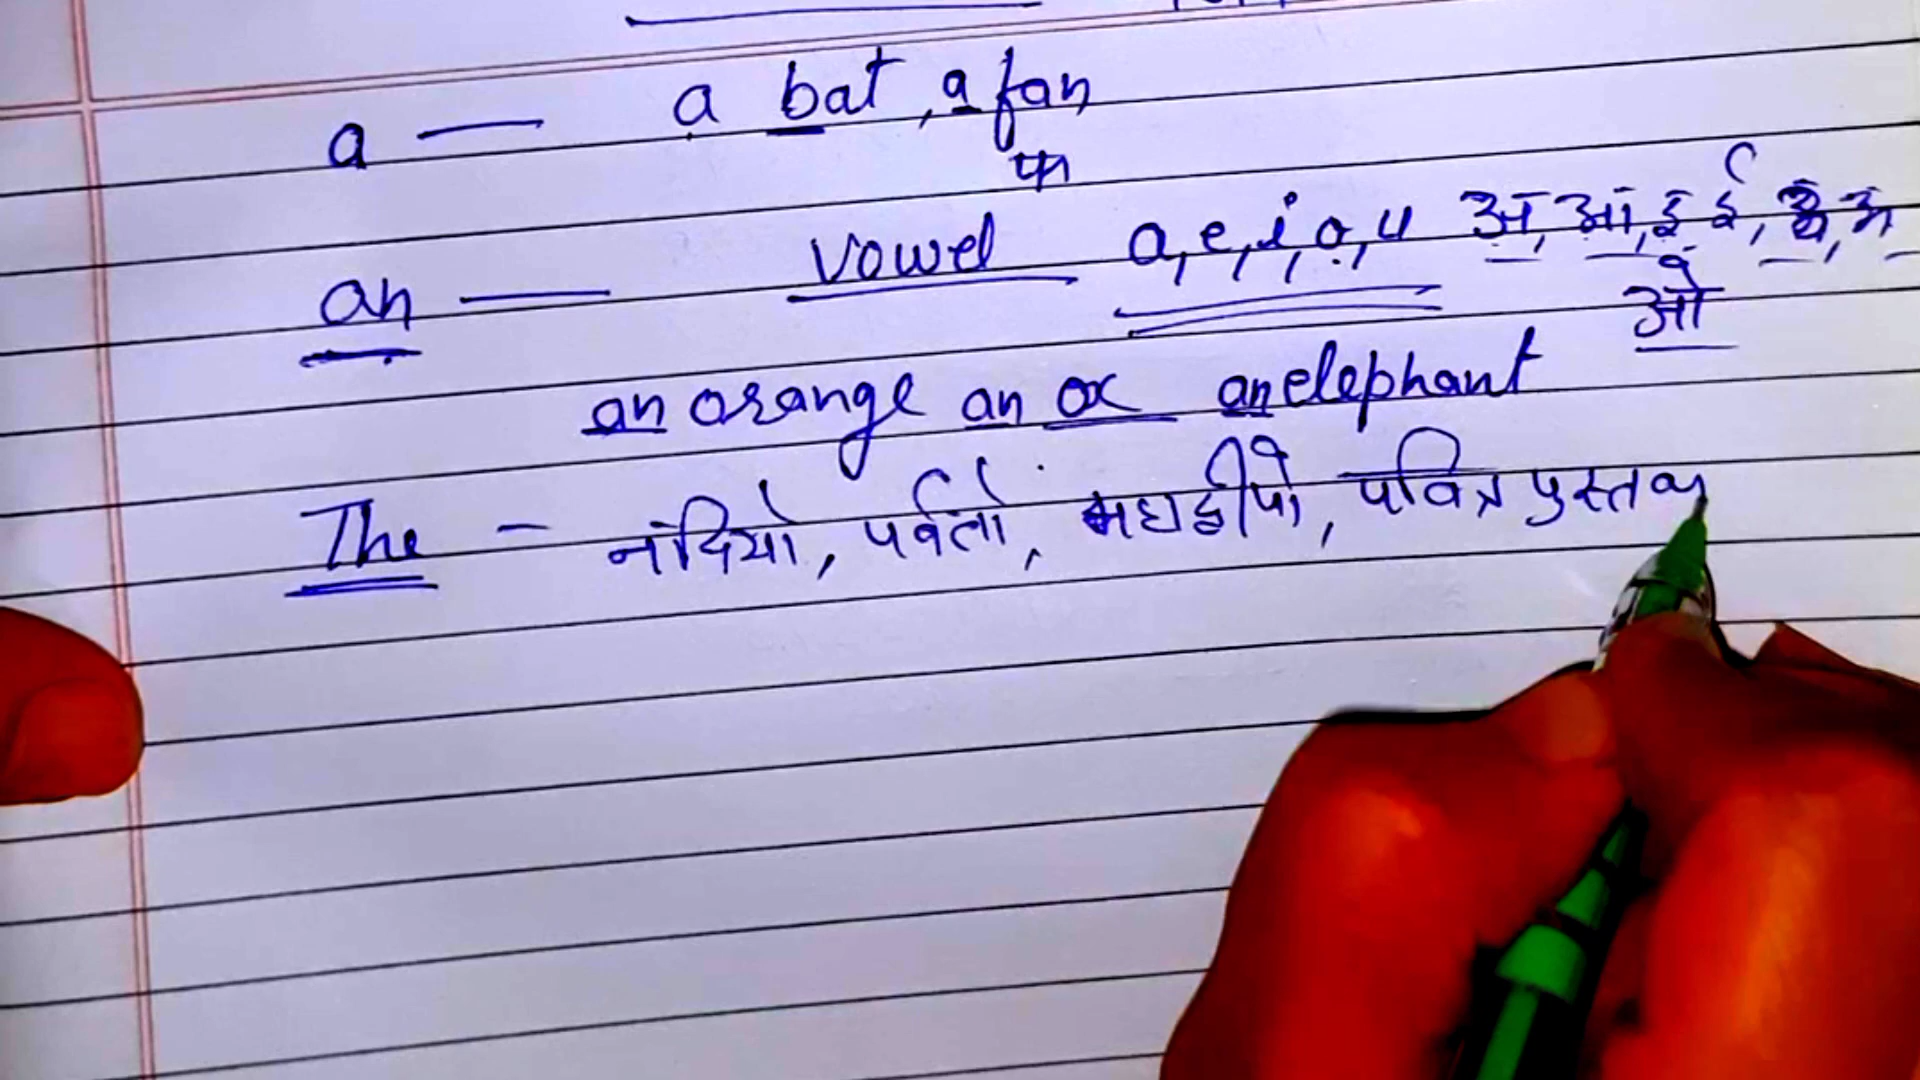 a — a bat, a fan
फ
an — vowel a, e, i, o, u अ, आ, इ ई,
ओ
an orange an ox an elephant
The - नदियो, पर्वतो, महाद्वीपो, पवित्र पुस्तक